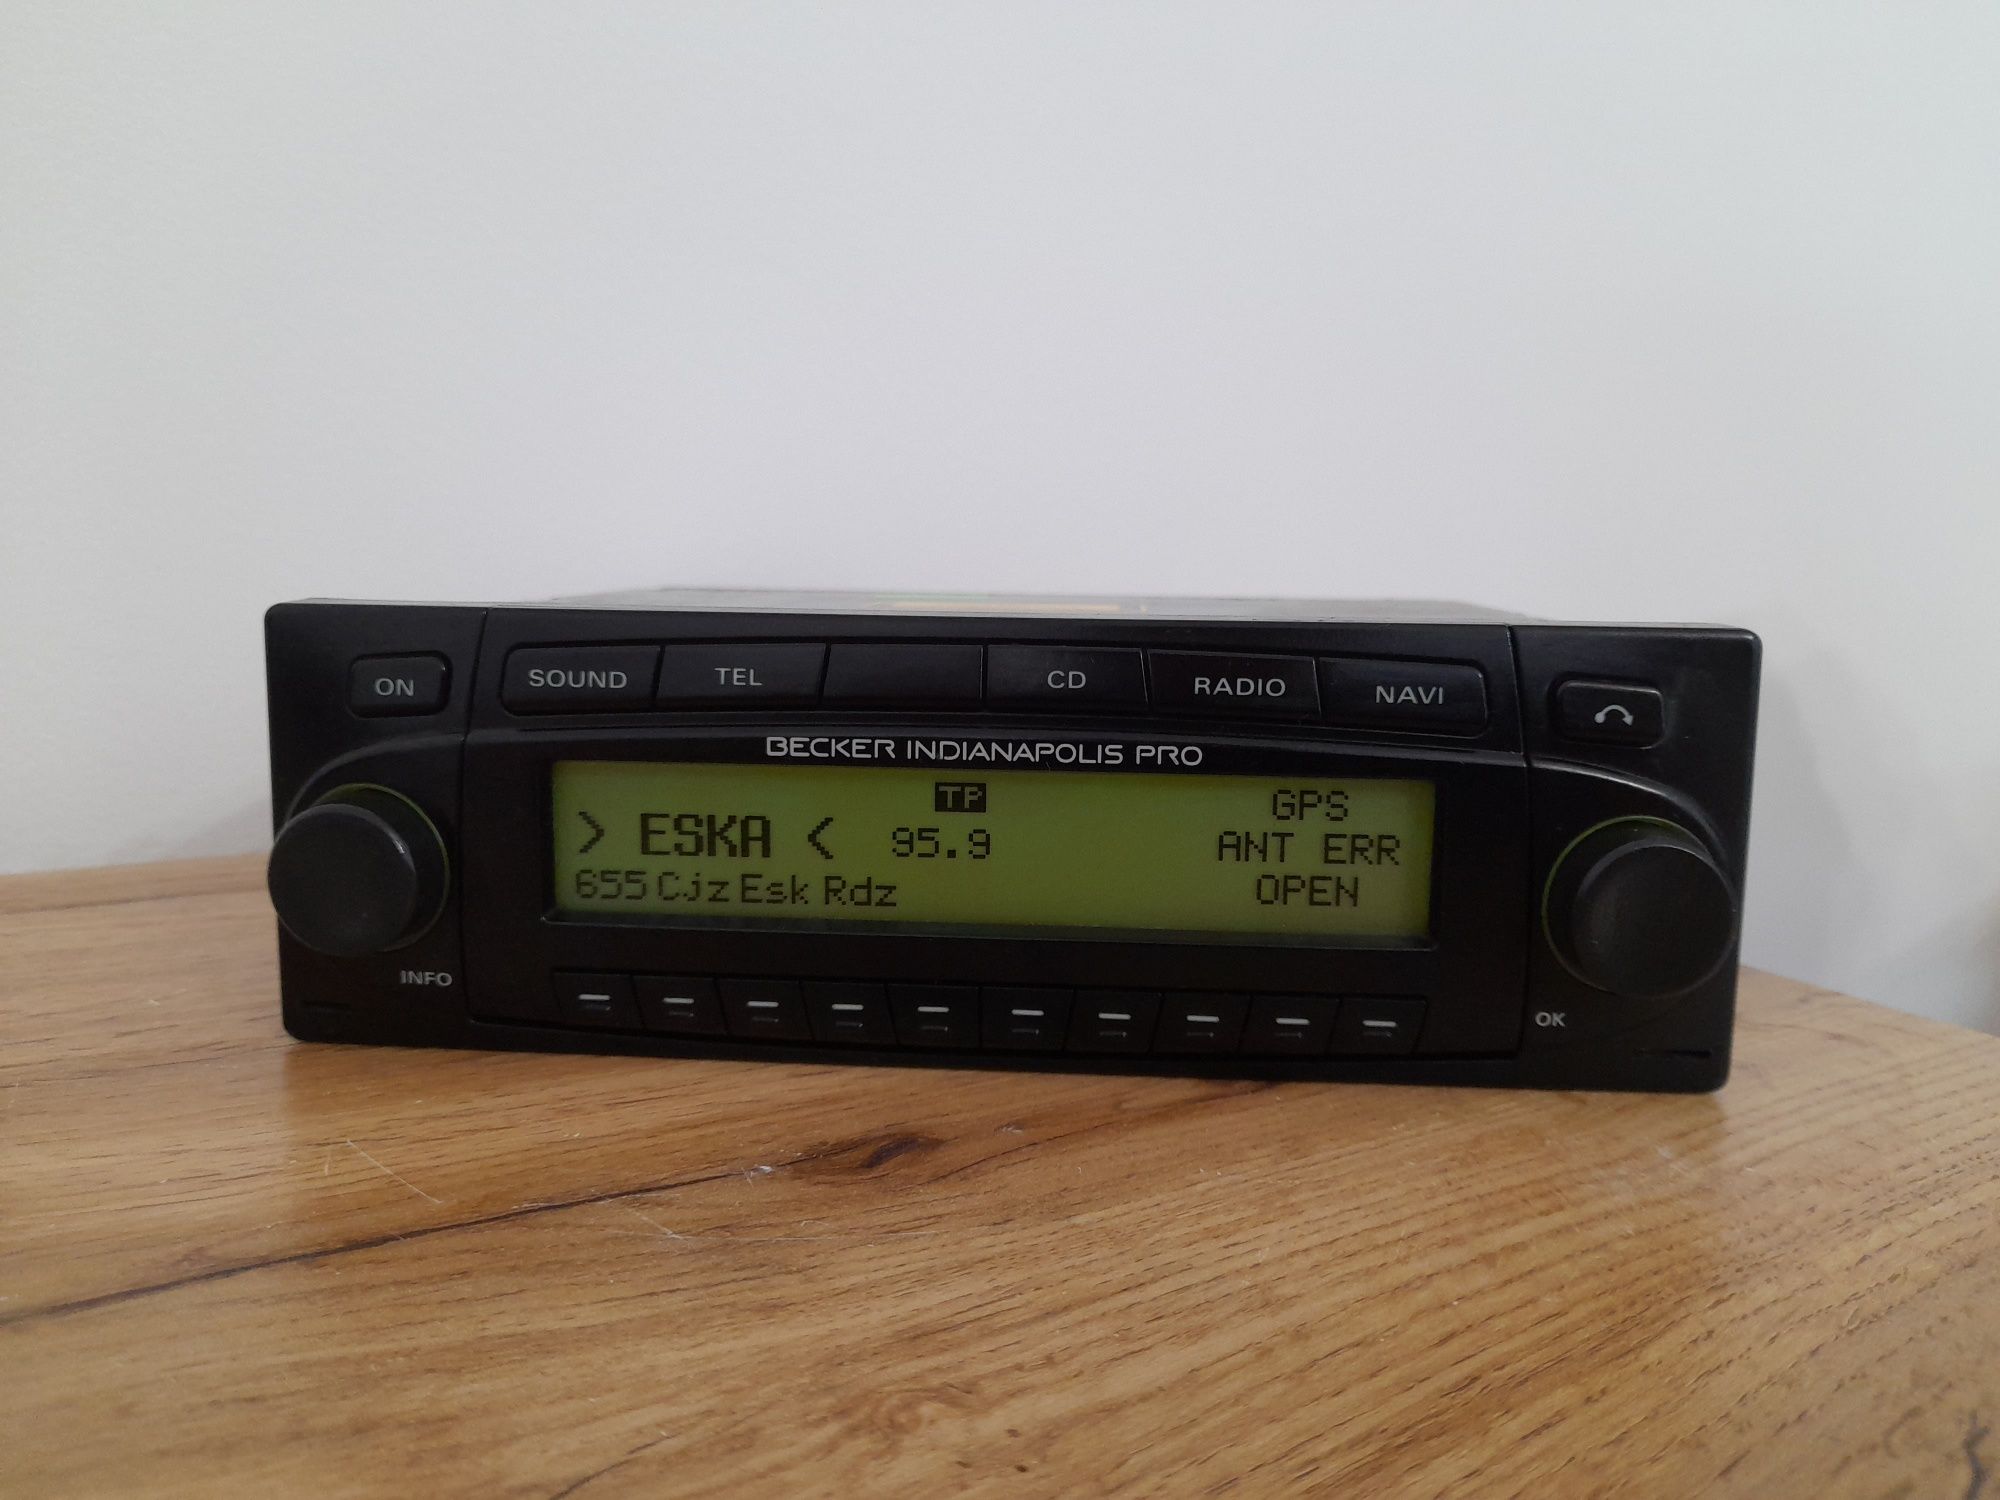 ON
SOUND TEL CD RADIO NAVI
BECKER INDIANAPOLIS PRO
TP
GPS
> ESKA < 95.9
ANT ERR
655 Cjz Esk Rdz
OPEN
INFO
OK